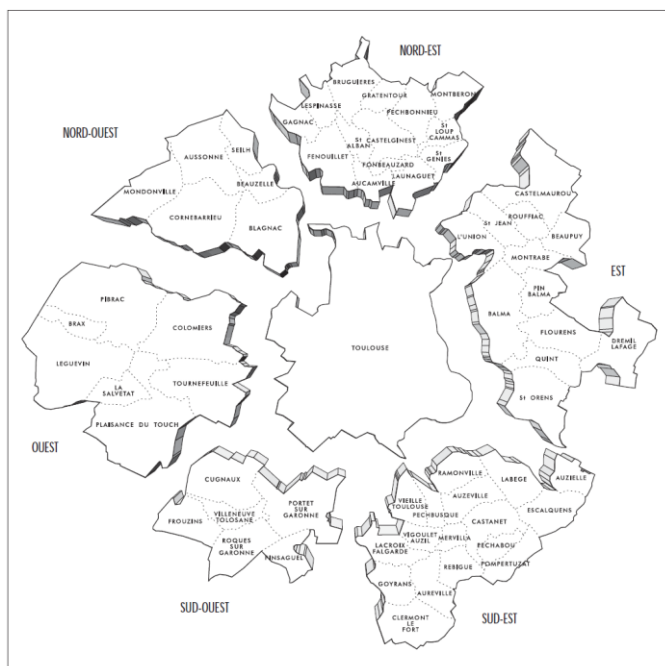 NORD-EST
BRUGUIERES
GRATENTOUR
MONTBERON
LESPINASSE
PECHBONNIEU
GAGNAC
St
LOUP
CAMMAS
St
ALBAN
CASTELGINEST
St
GENIES
FENOUILLET
FONBEAUZARD
LAUNAGUET
AUCAMVILLE
NORD-OUEST
SEILH
AUSSONNE
BEAUZELLE
MONDONVILLE
CORNEBARRIEU
BLAGNAC
CASTELMAUROU
ROUFFIAC
St JEAN
L'UNION
BEAUPUY
MONTRABE
EST
PIN
BALMA
BALMA
FLOURENS
DREMIL
LAFAGE
QUINT
St ORENS
PIBRAC
BRAX
COLOMIERS
LEGUEVIN
LA
SALVETAT
TOURNEFEUILLE
PLAISANCE DU TOUCH
OUEST
TOULOUSE
CUGNAUX
PORTET
SUR
GARONNE
FROUZINS
VILLENEUVE
TOLOSANE
ROQUES
SUR
GARONNE
PINSAGUEL
SUD-OUEST
RAMONVILLE
LABEGE
AUZIELLE
VIEILLE
TOULOUSE
AUZEVILLE
ESCALQUENS
PECHBUSQUE
CASTANET
VIGOULET
AUZIL
MERVILLA
LACROIX
FALGARDE
PECHABOU
REBIGUE
POMPERTUZAT
GOYRANS
AUREVILLE
CLERMONT
LE
FORT
SUD-EST